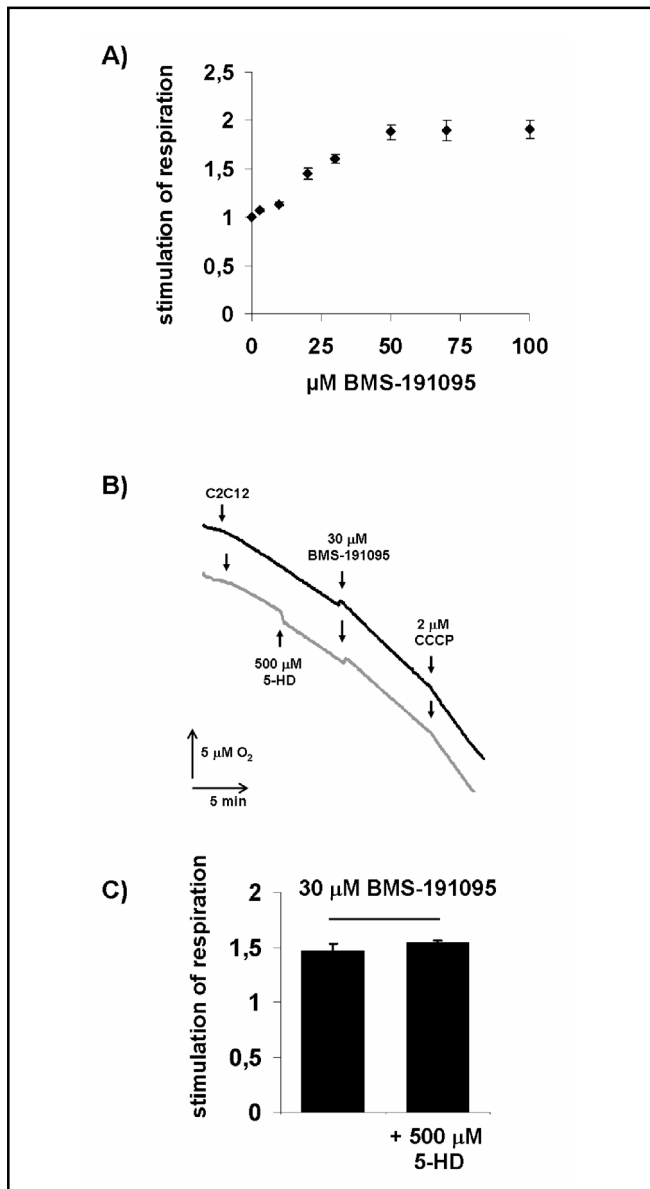 A)
stimulation of respiration
2,5
2
1,5
1
0,5
0
0 25 50 75 100
µM BMS-191095
B)
C2C12
30 µM
BMS-191095
2 µM
CCCP
500 µM
5-HD
5 µM O₂
5 min
C)
stimulation of respiration
30 µM BMS-191095
2
1,5
1
0,5
0
+ 500 µM
5-HD